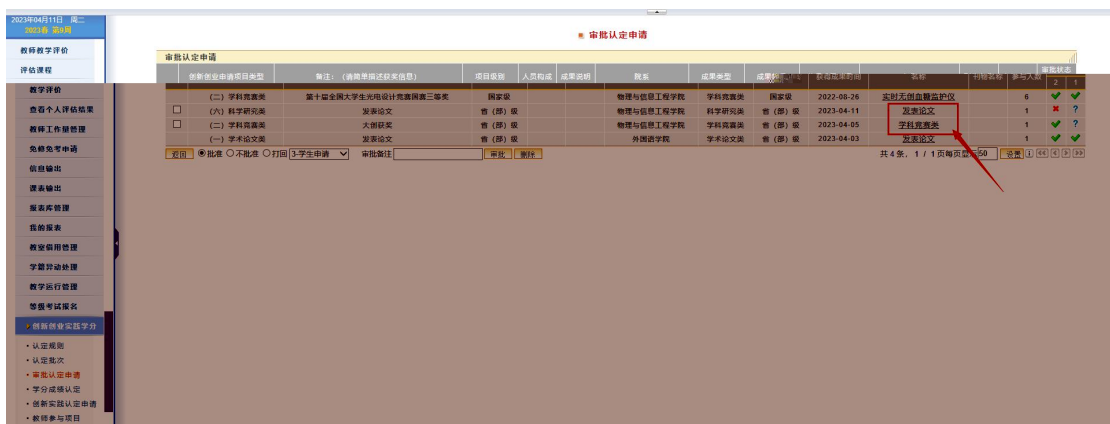 2023年04月11日 周二
2023春 第9周
教师教学评价
评估课程
教学评价
查看个人评估结果
教师工作量管理
免修免考申请
信息输出
课表输出
报表库管理
我的报表
教室借用管理
学籍异动处理
教学运行管理
等级考试报名
创新创业实践学分
• 认定规则
• 认定批次
• 审批认定申请
• 学分成绩认定
• 创新实践认定申请
• 教师参与项目
审批认定申请
审批认定申请
创新创业申请项目类型 备注：（请简单描述获奖信息） 项目级别 人员构成 成果说明 院系 成果类型 获得成果时间 名称 刊物名称 参与人数 审批状态
2 1
（二）学科竞赛类 第十届全国大学生光电设计竞赛国赛三等奖 国家级 物理与信息工程学院 学科竞赛类 国家级 2022-08-26 实时无创血糖监护仪 6
（六）科学研究类 发表论文 省（部）级 物理与信息工程学院 科学研究类 省（部）级 2023-04-11 发表论文 1 ?
（二）学科竞赛类 大创获奖 省（部）级 物理与信息工程学院 学科竞赛类 省（部）级 2023-04-05 学科竞赛类 1 ?
（一）学术论文类 发表论文 省（部）级 外国语学院 学术论文类 省（部）级 2023-04-03 发表论文 1
返回 批准 不批准 打回 3-学生申请 审批备注 审批 删除 共4条，1 / 1页每页显示50 设置